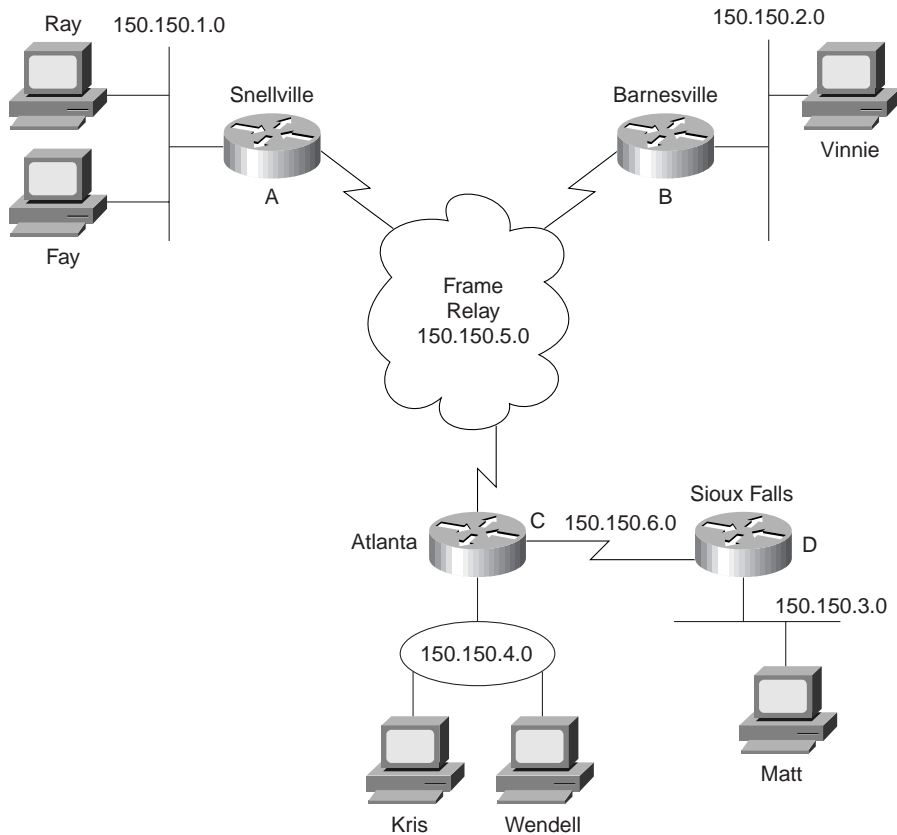 Ray
150.150.1.0
150.150.2.0
Snellville
Barnesville
Vinnie
A
B
Fay
Frame
Relay
150.150.5.0
Sioux Falls
Atlanta
C
150.150.6.0
D
150.150.3.0
150.150.4.0
Matt
Kris
Wendell